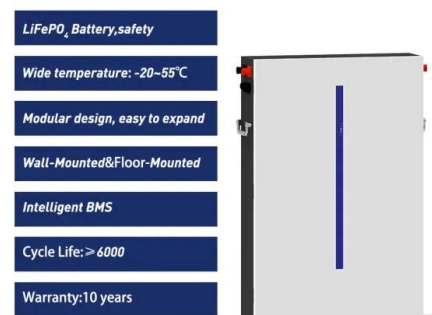 LiFePO₄ Battery,safety
Wide temperature: -20~55℃
Modular design, easy to expand
Wall-Mounted&Floor-Mounted
Intelligent BMS
Cycle Life:≥6000
Warranty:10 years